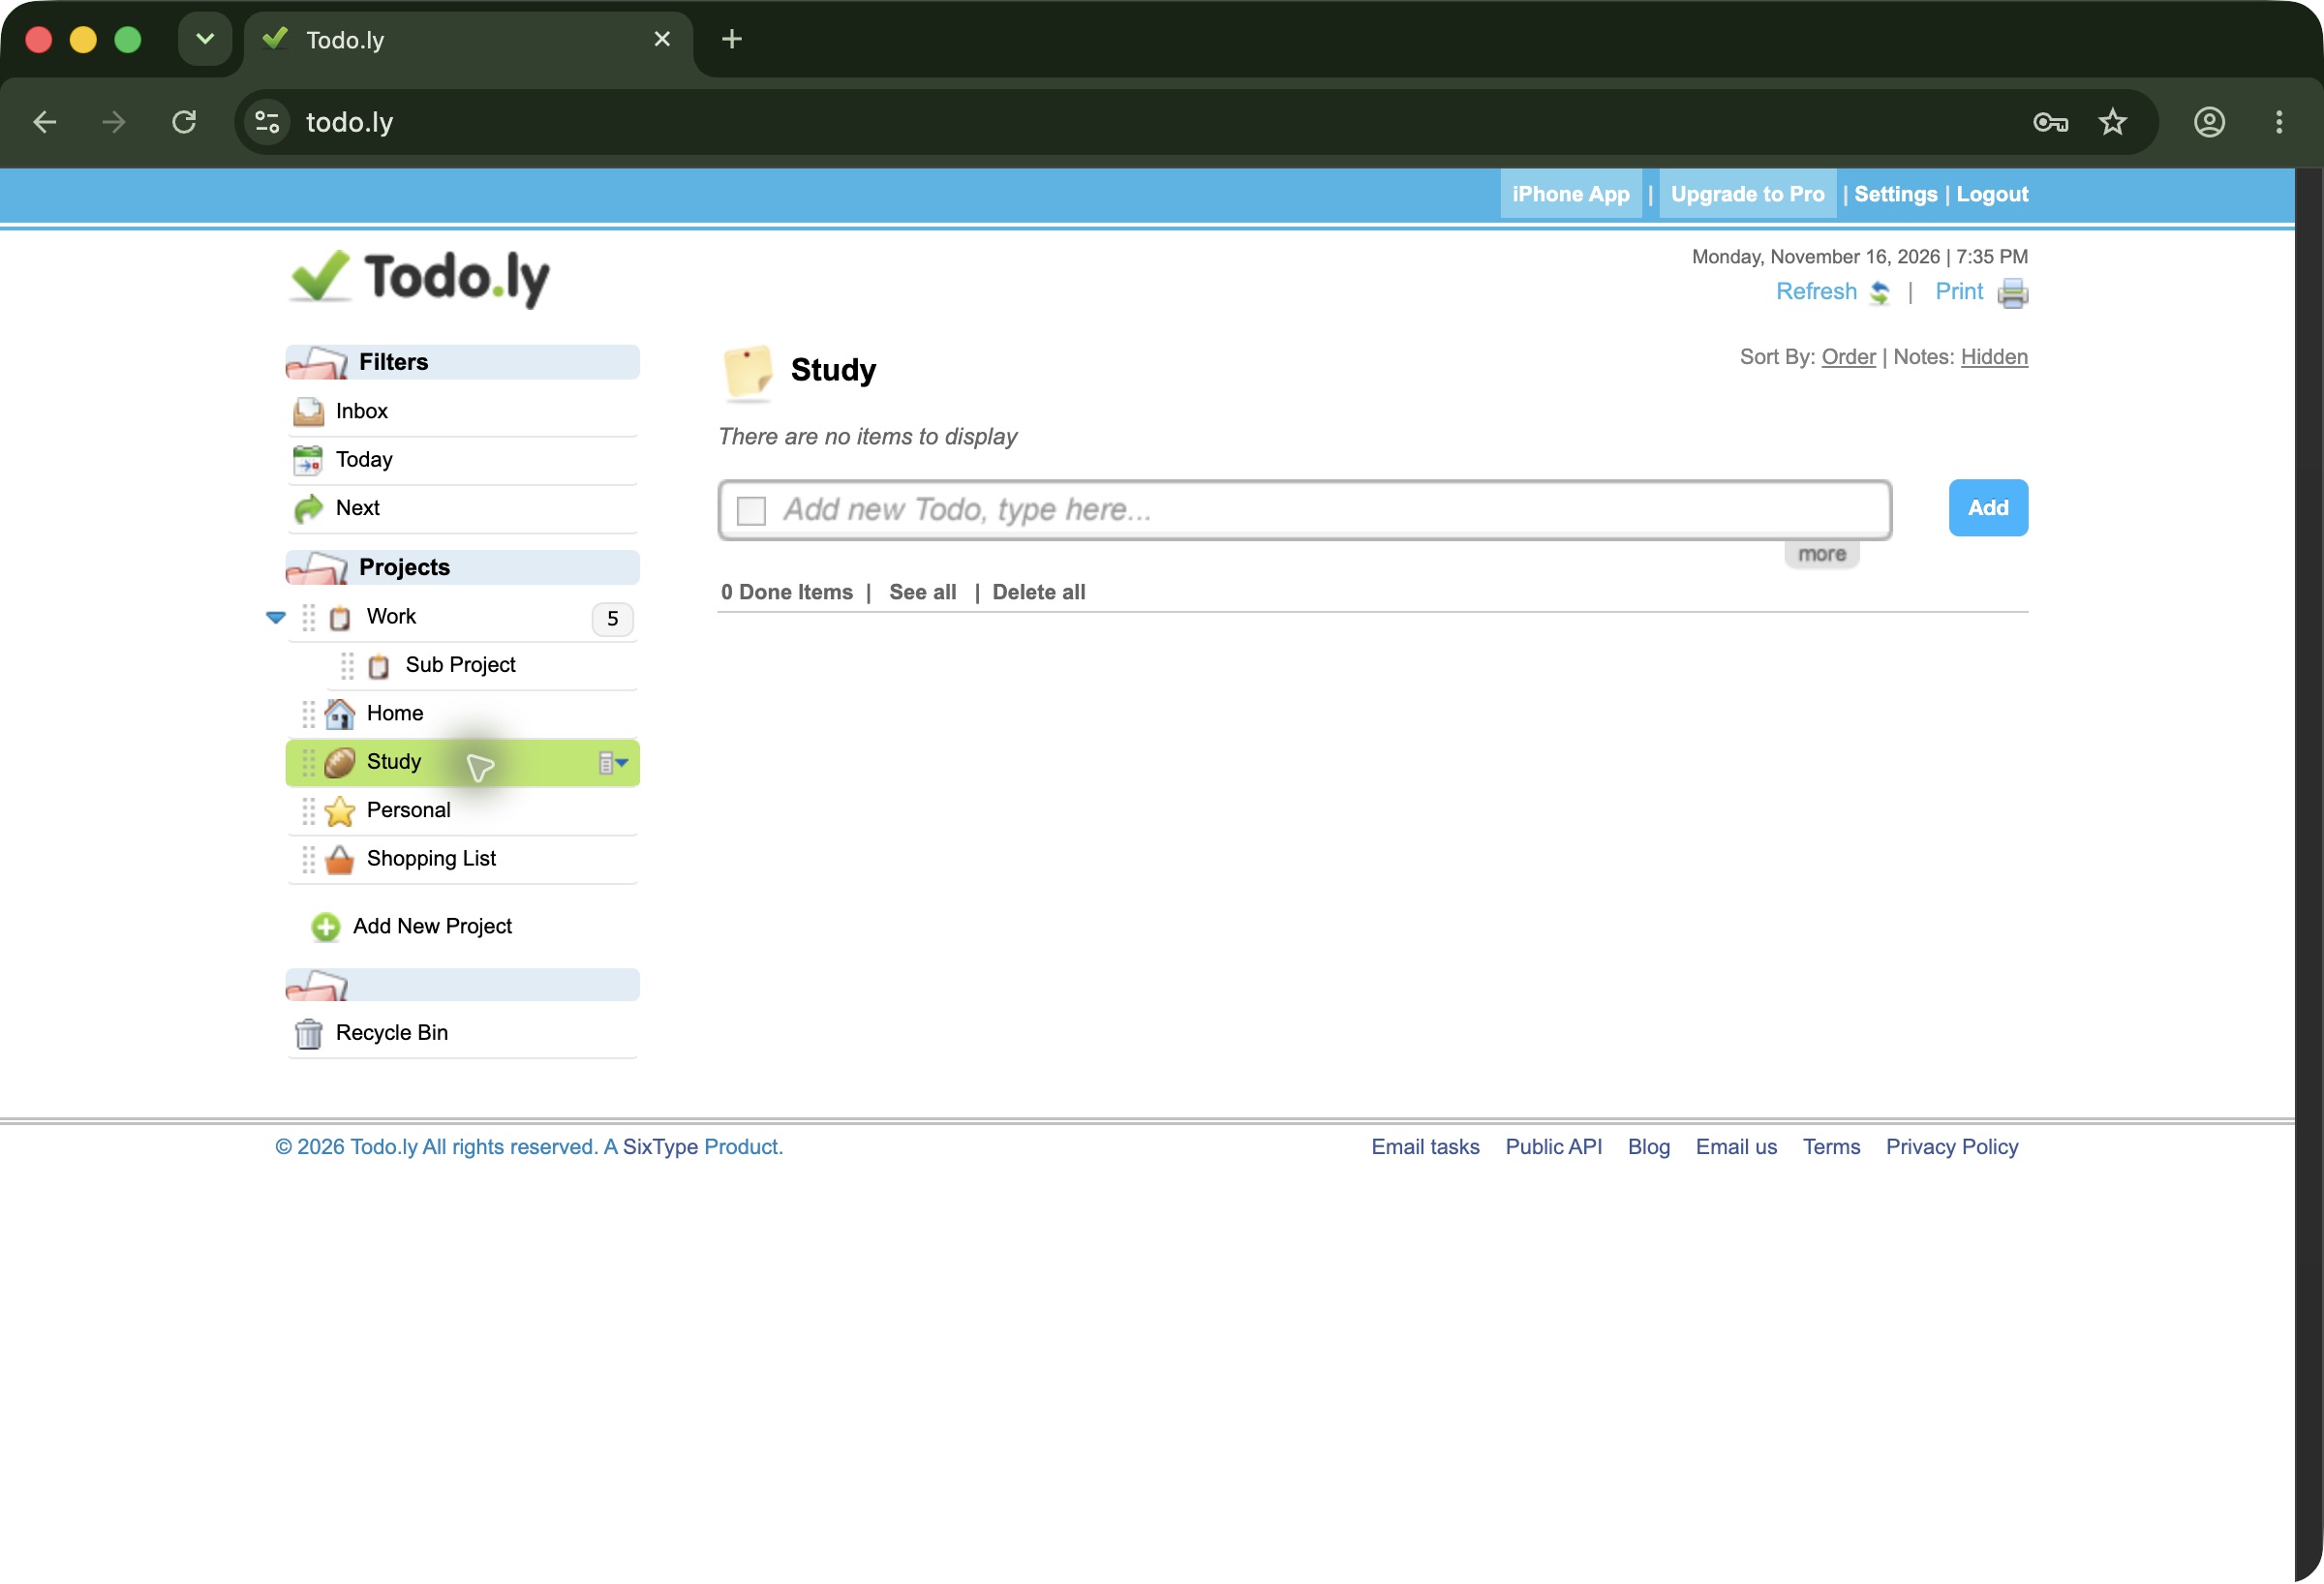 Todo.ly
todo.ly
iPhone App | Upgrade to Pro | Settings | Logout
Todo.ly
Monday, November 16, 2026 | 7:35 PM
Refresh | Print
Filters
Inbox
Today
Next
Projects
Work 5
Sub Project
Home
Study
Personal
Shopping List
Add New Project
Recycle Bin
Study
Sort By: Order | Notes: Hidden
There are no items to display
Add new Todo, type here...
Add
more
0 Done Items | See all | Delete all
© 2026 Todo.ly All rights reserved. A SixType Product.
Email tasks Public API Blog Email us Terms Privacy Policy